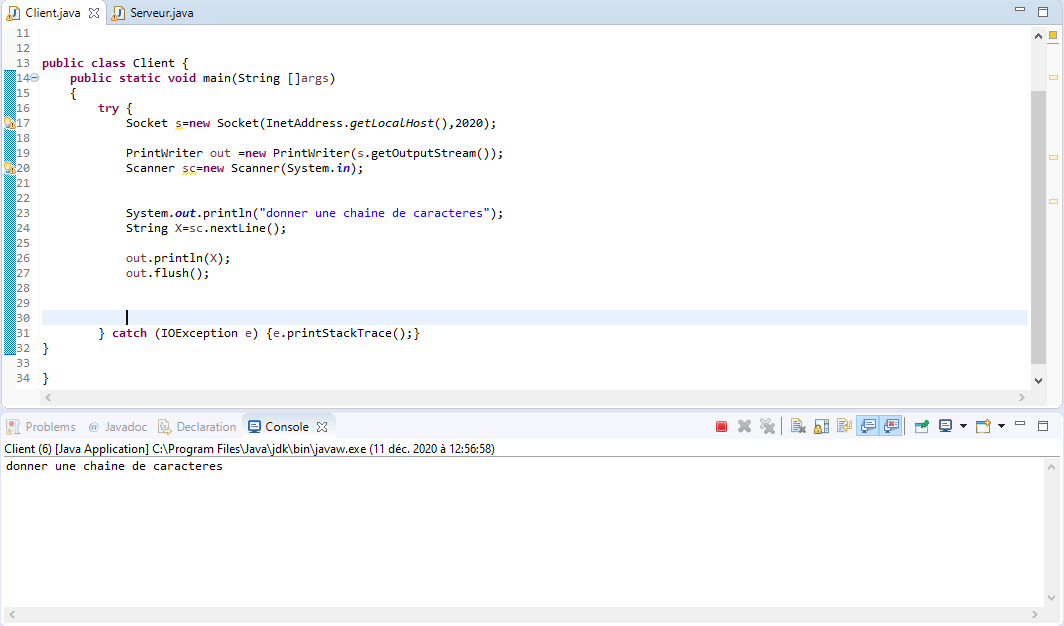 Client.java Serveur.java
11
12
13 public class Client {
14 public static void main(String []args)
15 {
16 try {
17 Socket s=new Socket(InetAddress.getLocalHost(),2020);
18
19 PrintWriter out =new PrintWriter(s.getOutputStream());
20 Scanner sc=new Scanner(System.in);
21
22
23 System.out.println("donner une chaine de caracteres");
24 String X=sc.nextLine();
25
26 out.println(X);
27 out.flush();
28
29
30
31 } catch (IOException e) {e.printStackTrace();}
32 }
33
34 }
Problems @ Javadoc Declaration Console
Client (6) [Java Application] C:\Program Files\Java\jdk\bin\javaw.exe (11 déc. 2020 à 12:56:58)
donner une chaine de caracteres